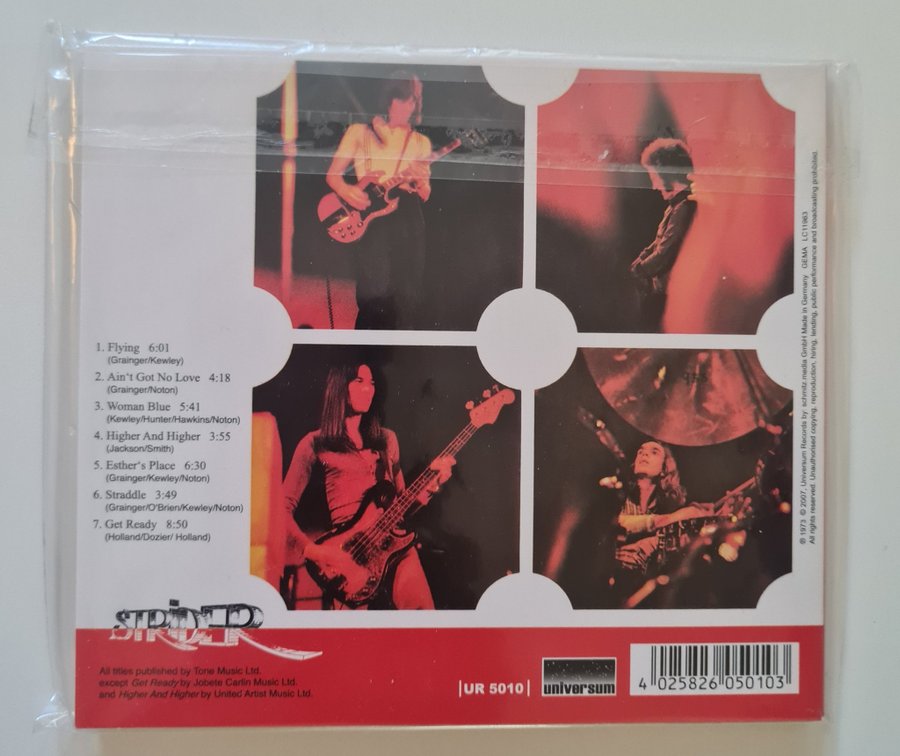 1. Flying 6:01
(Grainger/Kewley)
2. Ain't Got No Love 4:18
(Grainger/Noton)
3. Woman Blue 5:41
(Kewley/Hunter/Hawkins/Noton)
4. Higher And Higher 3:55
(Jackson/Smith)
5. Esther's Place 6:30
(Grainger/Kewley/Noton)
6. Straddle 3:49
(Grainger/O'Brien/Kewley/Noton)
7. Get Ready 8:50
(Holland/Dozier/ Holland)
STRIDER
All titles published by Tone Music Ltd.
except Get Ready by Jobete Carlin Music Ltd.
and Higher And Higher by United Artist Music Ltd.
|UR 5010|
universum
4 025826 050103
℗ 1973 © 2007, Universum Records by schmilz media GmbH Made in Germany GEMA LC11963
All rights reserved. Unauthorised copying, reproduction, hiring, lending, public performance and broadcasting prohibited.